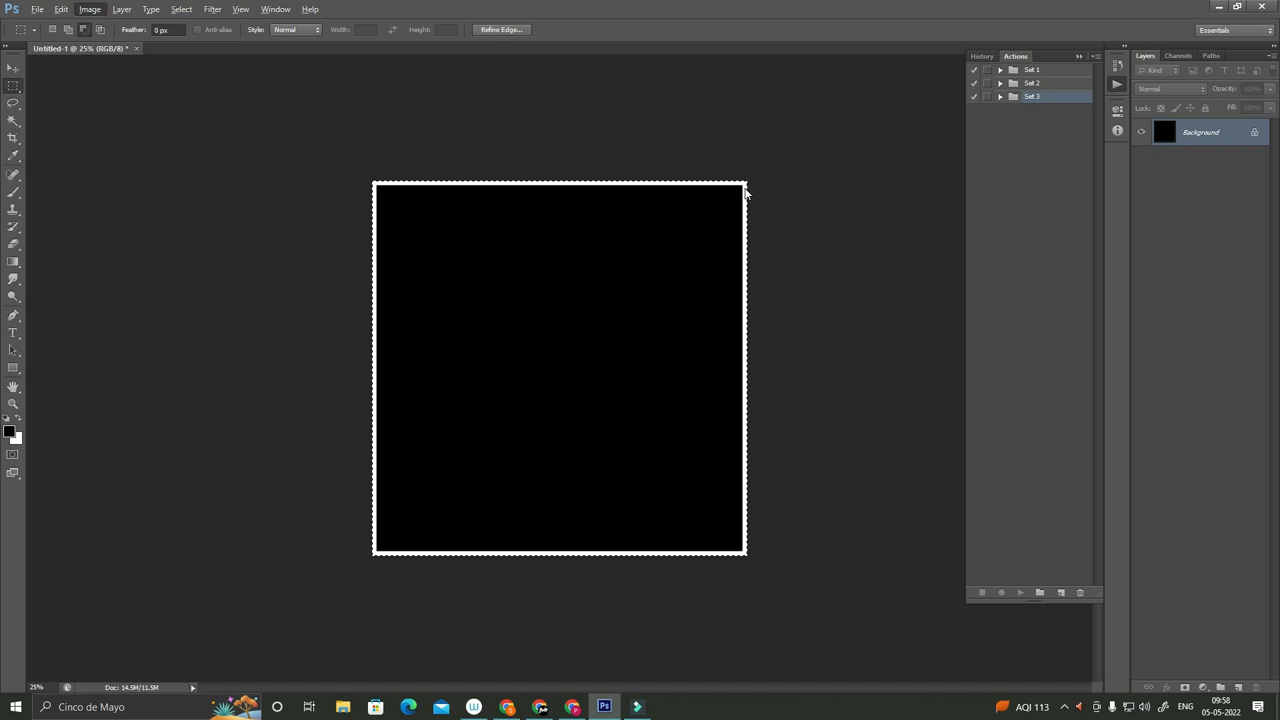 Ps File Edit Image Layer Type Select Filter View Window Help
Feather: 0 px Anti-alias Style: Normal Width: Height: Refine Edge... Essentials
Untitled-1 @ 25% (RGB/8) * ×
History Actions
Set 1
Set 2
Set 3
Layers Channels Paths
Kind
Normal Opacity: 100%
Lock: Fill: 100%
Background
25% Doc: 14.5M/11.5M
Cinco de Mayo
AQI 113 ENG 09:58
05-05-2022